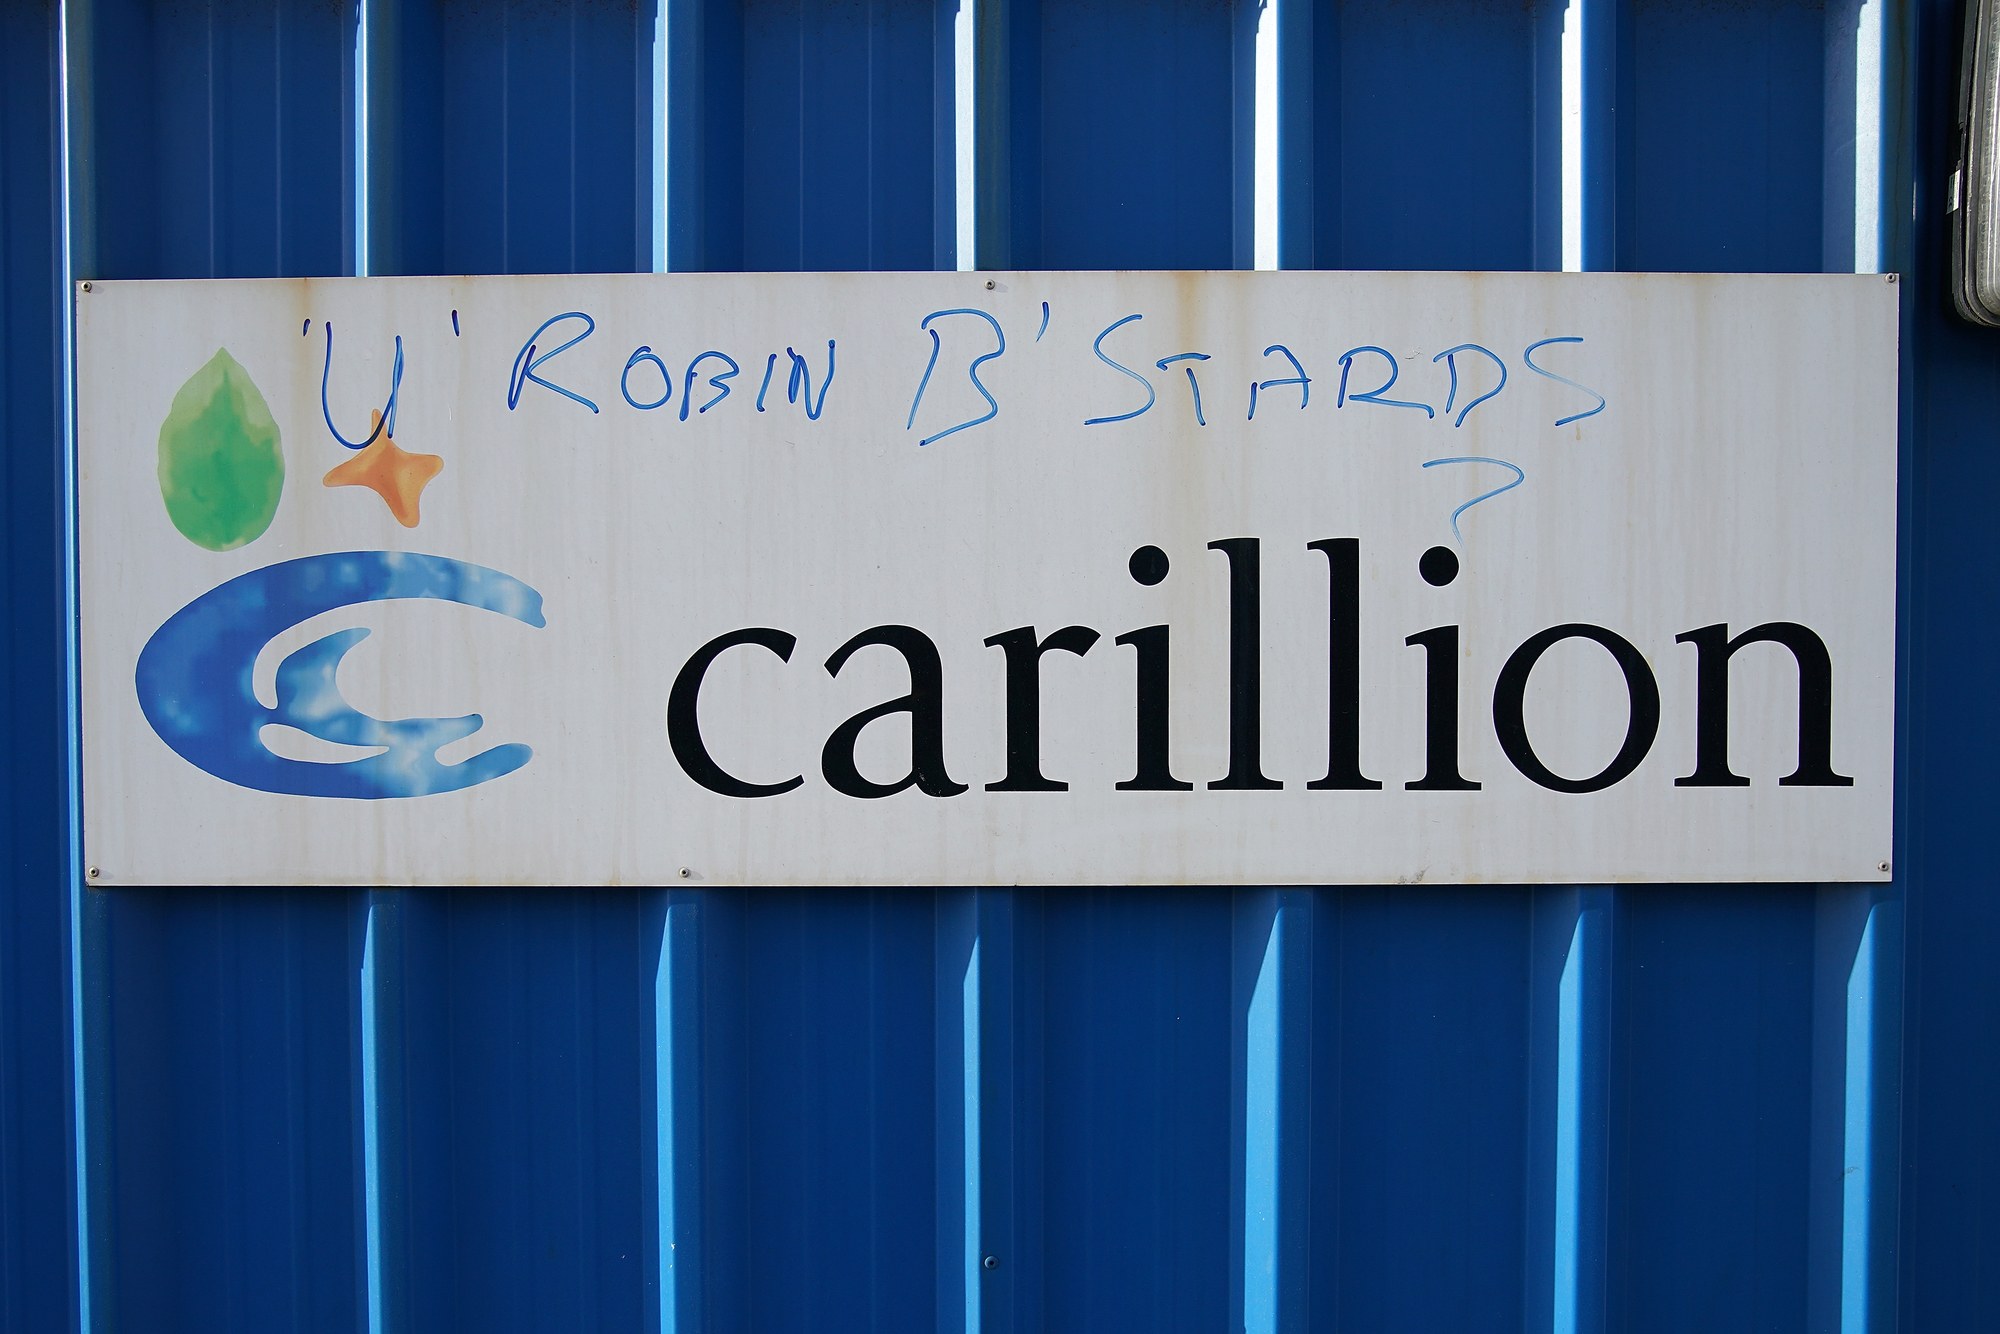 'U' ROBIN B'STARDS
?
carillion